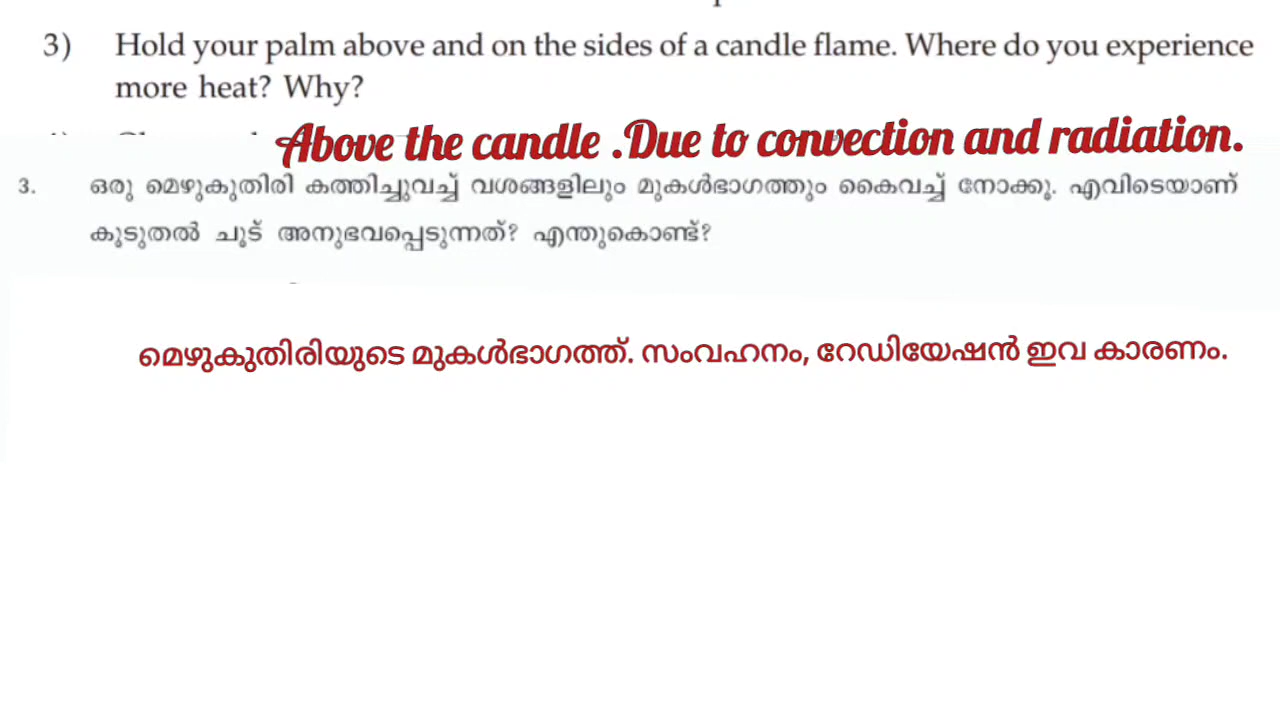 3) Hold your palm above and on the sides of a candle flame. Where do you experience
more heat? Why?
Above the candle .Due to convection and radiation.
3. ഒരു മെഴുകുതിരി കത്തിച്ചുവച്ച് വശങ്ങളിലും മുകൾഭാഗത്തും കൈവച്ച് നോക്കൂ. എവിടെയാണ്
കൂടുതൽ ചൂട് അനുഭവപ്പെടുന്നത്? എന്തുകൊണ്ട്?
മെഴുകുതിരിയുടെ മുകൾഭാഗത്ത്. സംവഹനം, റേഡിയേഷൻ ഇവ കാരണം.